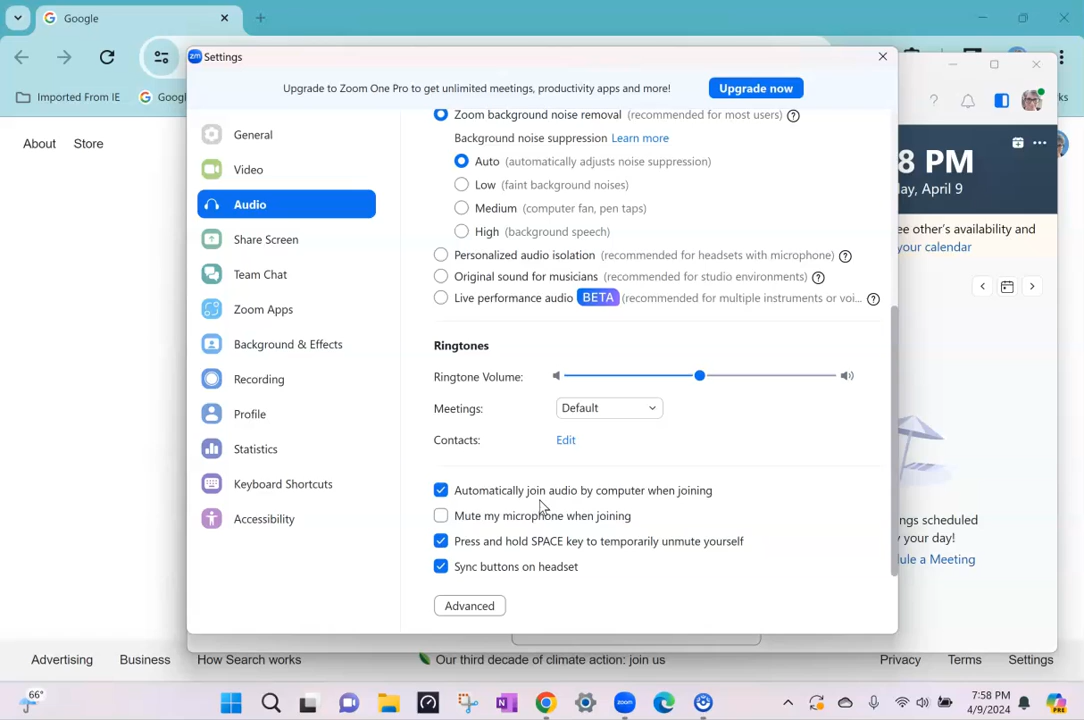 Google
Imported From IE
Googl
ks
About
Store
zm Settings
Upgrade to Zoom One Pro to get unlimited meetings, productivity apps and more!
Upgrade now
General
Video
Audio
Share Screen
Team Chat
Zoom Apps
Background & Effects
Recording
Profile
Statistics
Keyboard Shortcuts
Accessibility
Zoom background noise removal (recommended for most users)
Background noise suppression Learn more
Auto (automatically adjusts noise suppression)
Low (faint background noises)
Medium (computer fan, pen taps)
High (background speech)
Personalized audio isolation (recommended for headsets with microphone)
Original sound for musicians (recommended for studio environments)
Live performance audio BETA (recommended for multiple instruments or voi...
Ringtones
Ringtone Volume:
Meetings: Default
Contacts: Edit
Automatically join audio by computer when joining
Mute my microphone when joining
Press and hold SPACE key to temporarily unmute yourself
Sync buttons on headset
Advanced
8 PM
ay, April 9
ee other's availability and
your calendar
ngs scheduled
your day!
le a Meeting
Advertising
Business
How Search works
Our third decade of climate action: join us
Privacy
Terms
Settings
66°
zoom
7:58 PM
4/9/2024
PRE